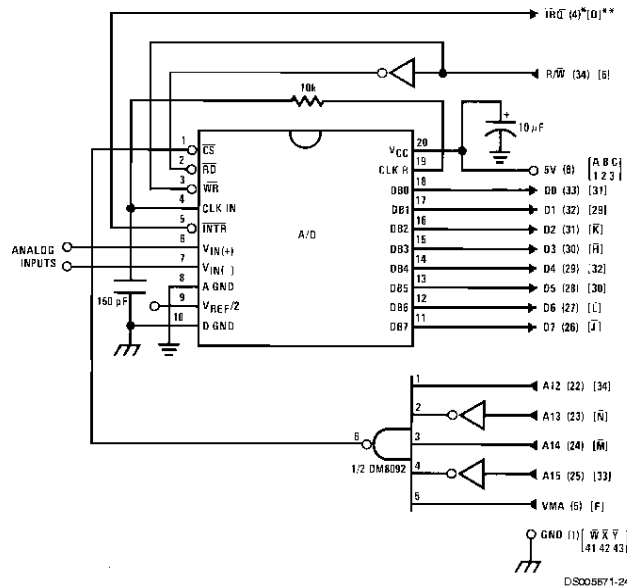 IRQ (4)*[D]**
R/W (34) [6]
10k
10 µF
1 CS
2 RD
3 WR
4 CLK IN
5 INTR
6 VIN(+)
7 VIN(-)
8 A GND
9 VREF/2
10 D GND
A/D
VCC 20
CLK R 19
DB0 18
DB1 17
DB2 16
DB3 15
DB4 14
DB5 13
DB6 12
DB7 11
5V (8) [A B C 1 2 3]
D0 (33) [31]
D1 (32) [29]
D2 (31) [K]
D3 (30) [H]
D4 (29) [32]
D5 (28) [30]
D6 (27) [L]
D7 (26) [J]
ANALOG
INPUTS
150 pF
1 A12 (22) [34]
2 A13 (23) [N]
3 A14 (24) [M]
4 A15 (25) [33]
5 VMA (5) [F]
6
1/2 DM8092
GND (1) [W X Y 41 42 43]
DS005671-24